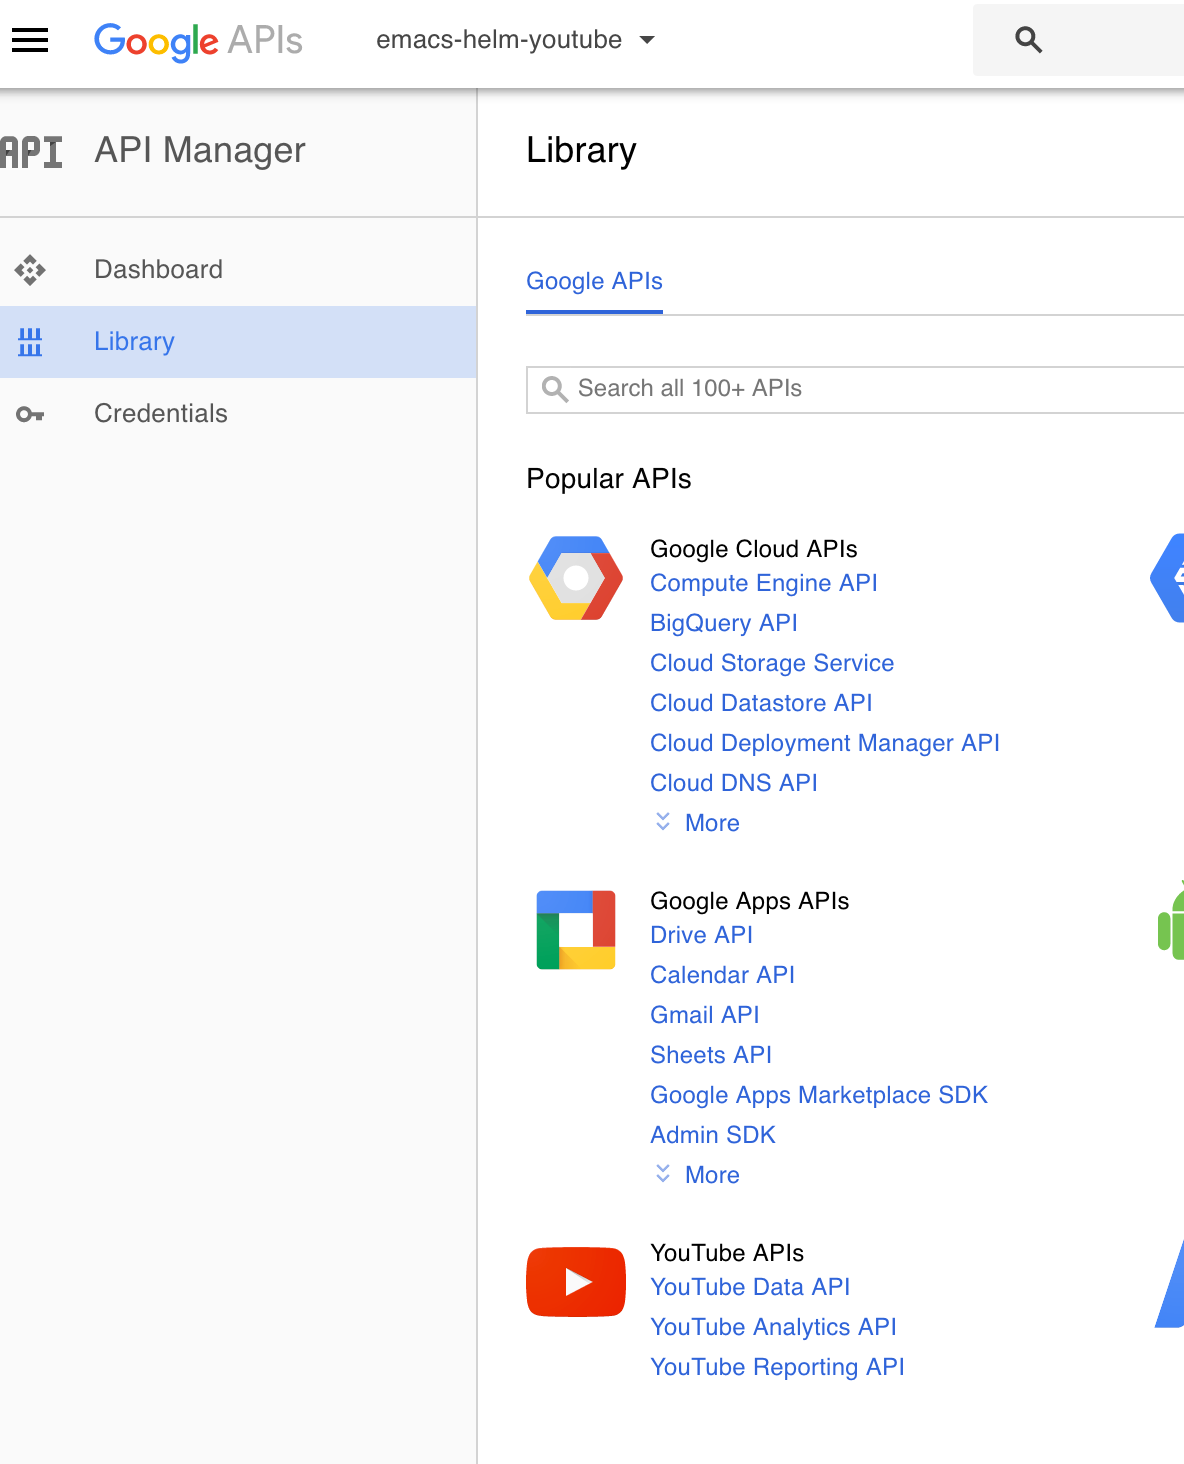 Google APIs
emacs-helm-youtube
API
API Manager
Library
Dashboard
Library
Credentials
Google APIs
Search all 100+ APIs
Popular APIs
Google Cloud APIs
Compute Engine API
BigQuery API
Cloud Storage Service
Cloud Datastore API
Cloud Deployment Manager API
Cloud DNS API
More
Google Apps APIs
Drive API
Calendar API
Gmail API
Sheets API
Google Apps Marketplace SDK
Admin SDK
More
YouTube APIs
YouTube Data API
YouTube Analytics API
YouTube Reporting API